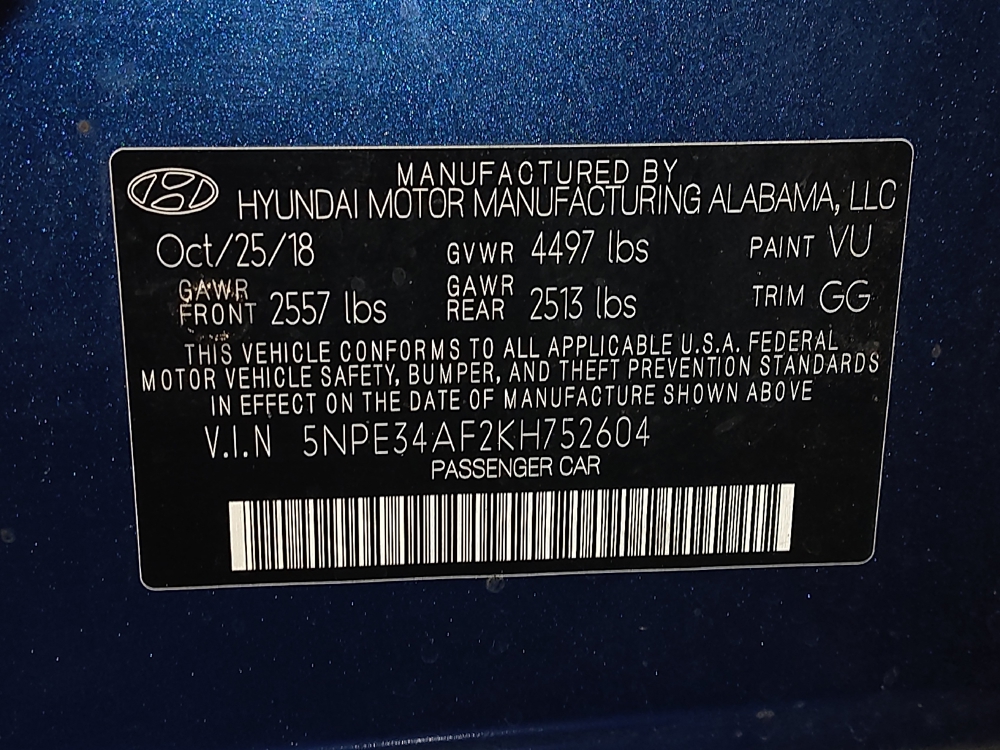 MANUFACTURED BY
HYUNDAI MOTOR MANUFACTURING ALABAMA, LLC
Oct/25/18 GVWR 4497 lbs PAINT VU
GAWR FRONT 2557 lbs GAWR REAR 2513 lbs TRIM GG
THIS VEHICLE CONFORMS TO ALL APPLICABLE U.S.A. FEDERAL
MOTOR VEHICLE SAFETY, BUMPER, AND THEFT PREVENTION STANDARDS
IN EFFECT ON THE DATE OF MANUFACTURE SHOWN ABOVE
V.I.N 5NPE34AF2KH752604
PASSENGER CAR